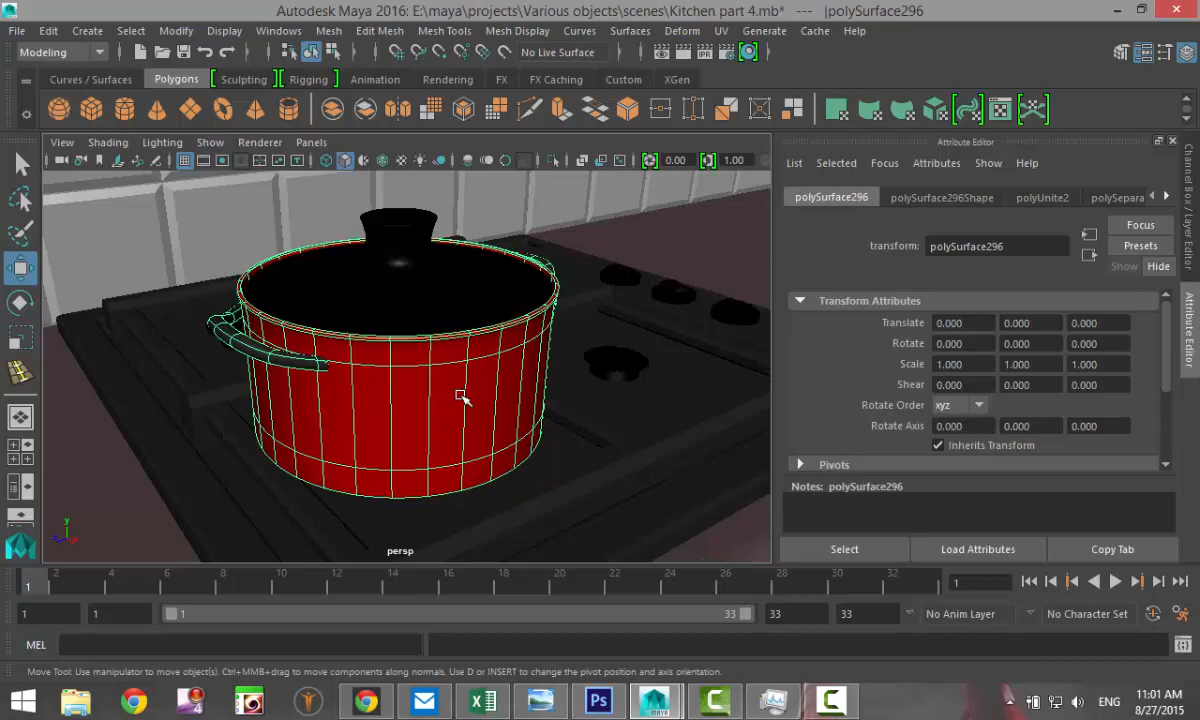 Autodesk Maya 2016: E:\maya\projects\Various objects\scenes\Kitchen part 4.mb* --- |polySurface296
File Edit Create Select Modify Display Windows Mesh Edit Mesh Mesh Tools Mesh Display Curves Surfaces Deform UV Generate Cache Help
Modeling No Live Surface IPR
Curves / Surfaces Polygons Sculpting Rigging Animation Rendering FX FX Caching Custom XGen
View Shading Lighting Show Renderer Panels
0.00 1.00
Attribute Editor
List Selected Focus Attributes Show Help
polySurface296 polySurface296Shape polyUnite2 polySepara
Focus
transform: polySurface296 Presets
Show Hide
Transform Attributes
Translate 0.000 0.000 0.000
Rotate 0.000 0.000 0.000
Scale 1.000 1.000 1.000
Shear 0.000 0.000 0.000
Rotate Order xyz
Rotate Axis 0.000 0.000 0.000
Inherits Transform
Pivots
Notes: polySurface296
Select Load Attributes Copy Tab
Channel Box / Layer Editor
Attribute Editor
y
persp
1 2 4 6 8 10 12 14 16 18 20 22 24 26 28 30 32 1
1 1 1 33 33 33 No Anim Layer No Character Set
MEL
Move Tool: Use manipulator to move object(s). Ctrl+MMB+drag to move components along normals. Use D or INSERT to change the pivot position and axis orientation.
4 Ps MAYA ENG 11:01 AM
8/27/2015